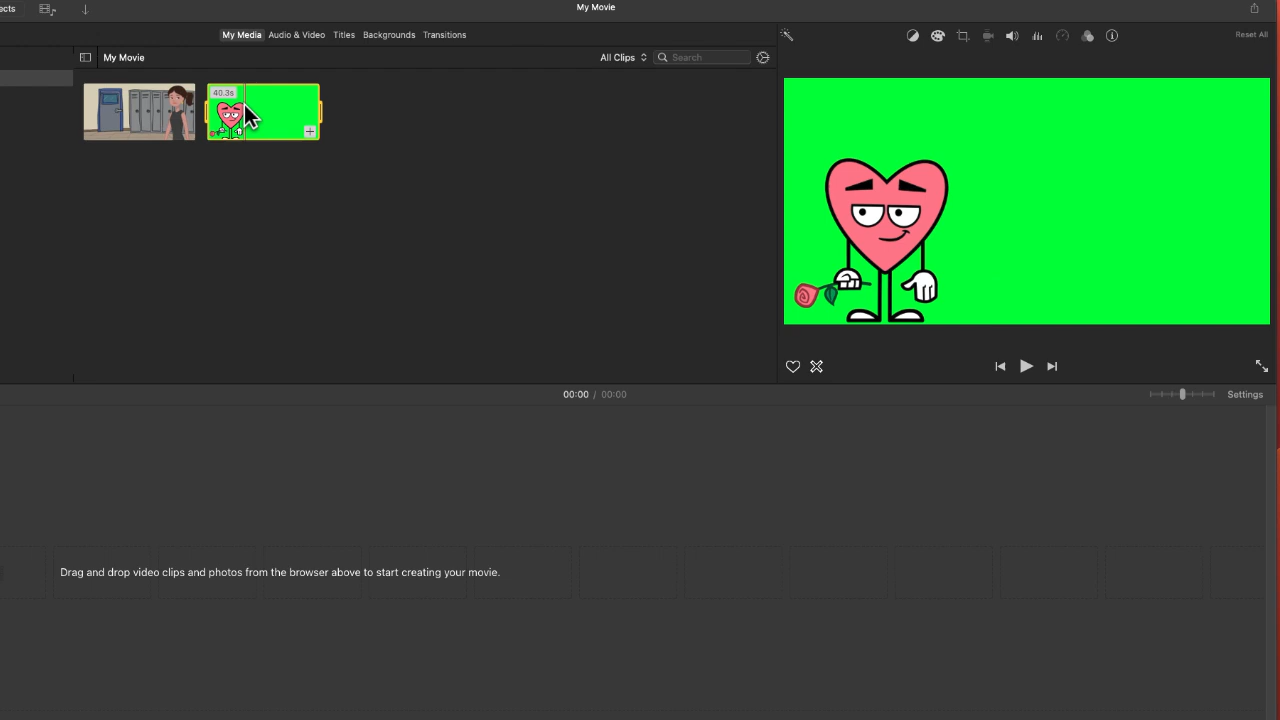 ects
My Movie
My Media Audio & Video Titles Backgrounds Transitions
Reset All
My Movie
All Clips
Search
40.3s
00:00 / 00:00
Settings
Drag and drop video clips and photos from the browser above to start creating your movie.